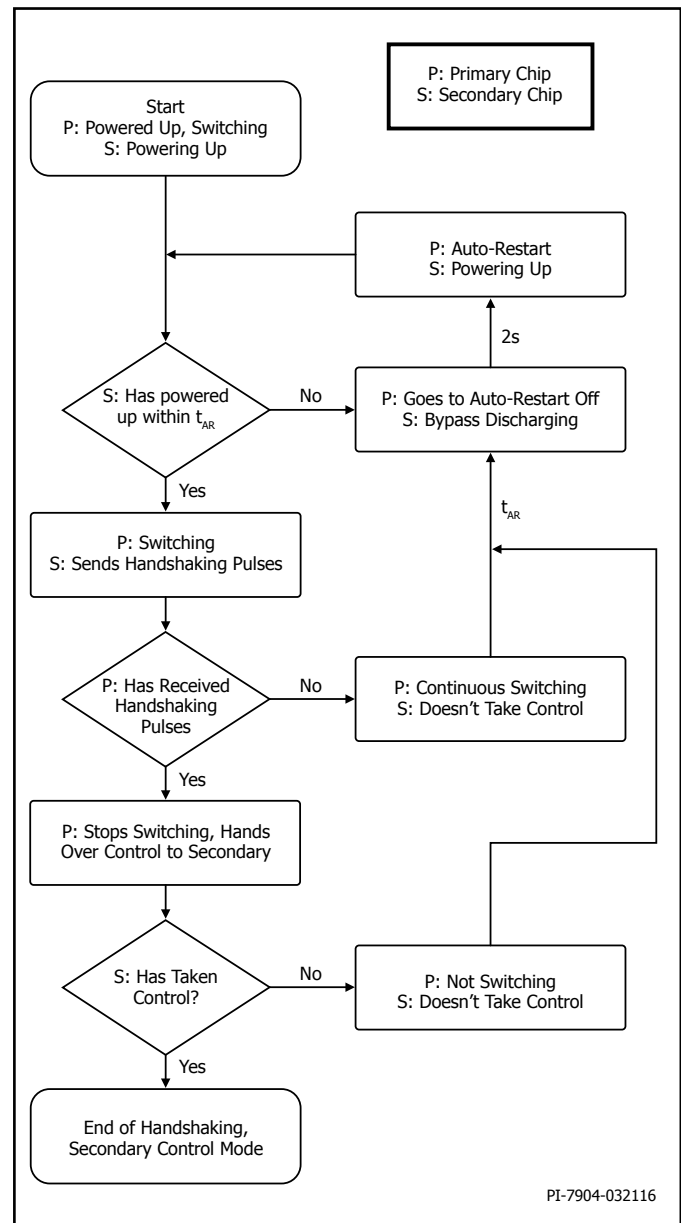 P: Primary Chip
S: Secondary Chip
Start
P: Powered Up, Switching
S: Powering Up
P: Auto-Restart
S: Powering Up
2s
S: Has powered
up within tAR
No
P: Goes to Auto-Restart Off
S: Bypass Discharging
Yes
tAR
P: Switching
S: Sends Handshaking Pulses
P: Has Received
Handshaking
Pulses
No
P: Continuous Switching
S: Doesn’t Take Control
Yes
P: Stops Switching, Hands
Over Control to Secondary
S: Has Taken
Control?
No
P: Not Switching
S: Doesn’t Take Control
Yes
End of Handshaking,
Secondary Control Mode
PI-7904-032116